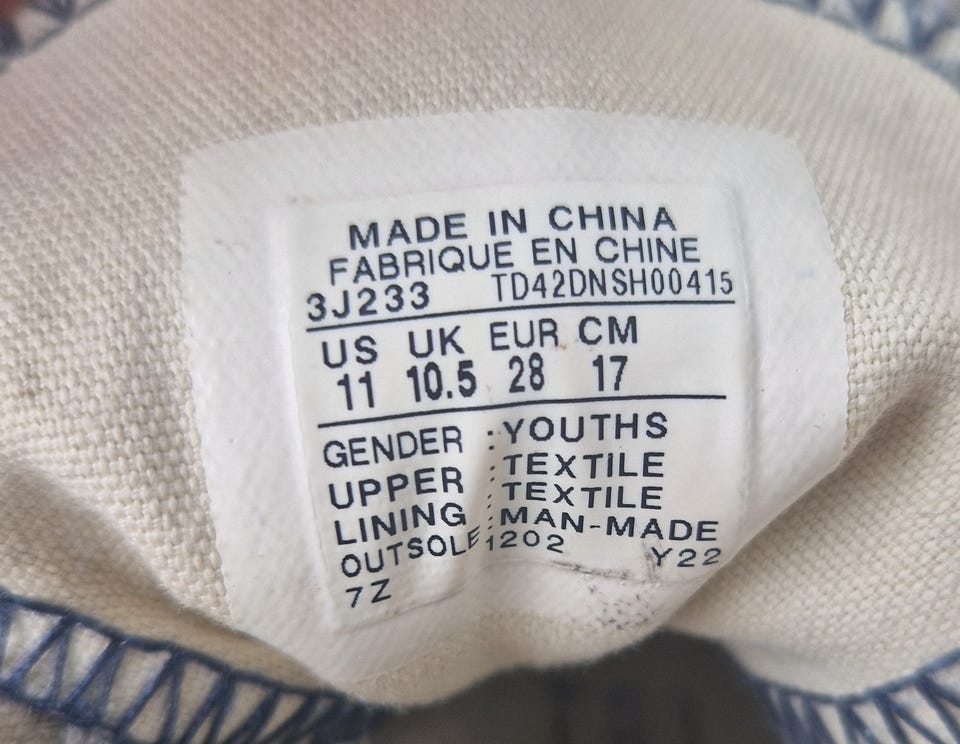 MADE IN CHINA
FABRIQUE EN CHINE
3J233 TD42DNSH00415
US UK EUR CM
11 10.5 28 17
GENDER : YOUTHS
UPPER : TEXTILE
LINING : TEXTILE
OUTSOLE : MAN-MADE
7Z 1202 Y22